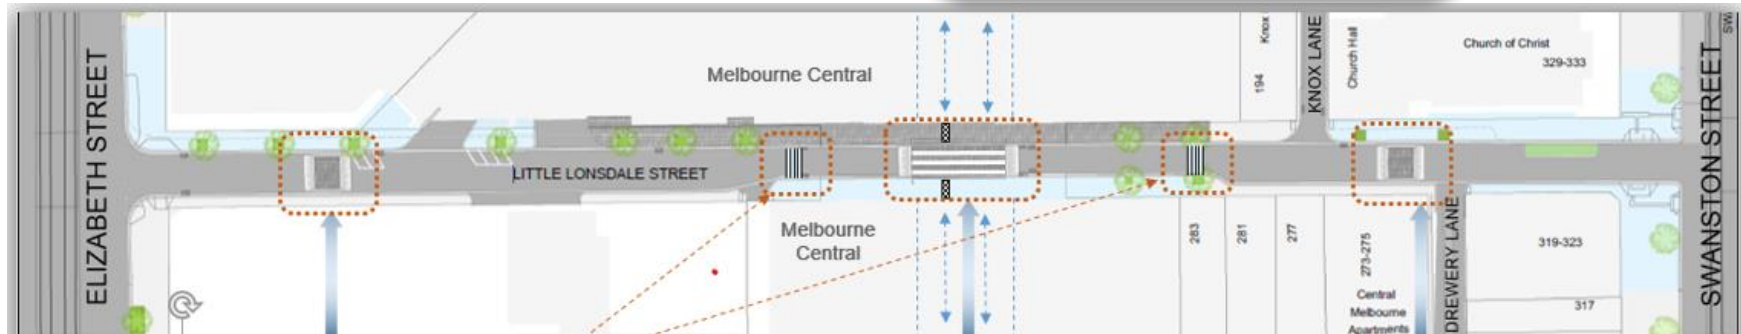 ELIZABETH STREET
Melbourne Central
LITTLE LONSDALE STREET
Melbourne
Central
194
Knox
KNOX LANE
Church Hall
Church of Christ
329-333
SWANSTON STREET
SW
283
281
277
273-275
Central
Melbourne
Apartments
DREWERY LANE
319-323
317